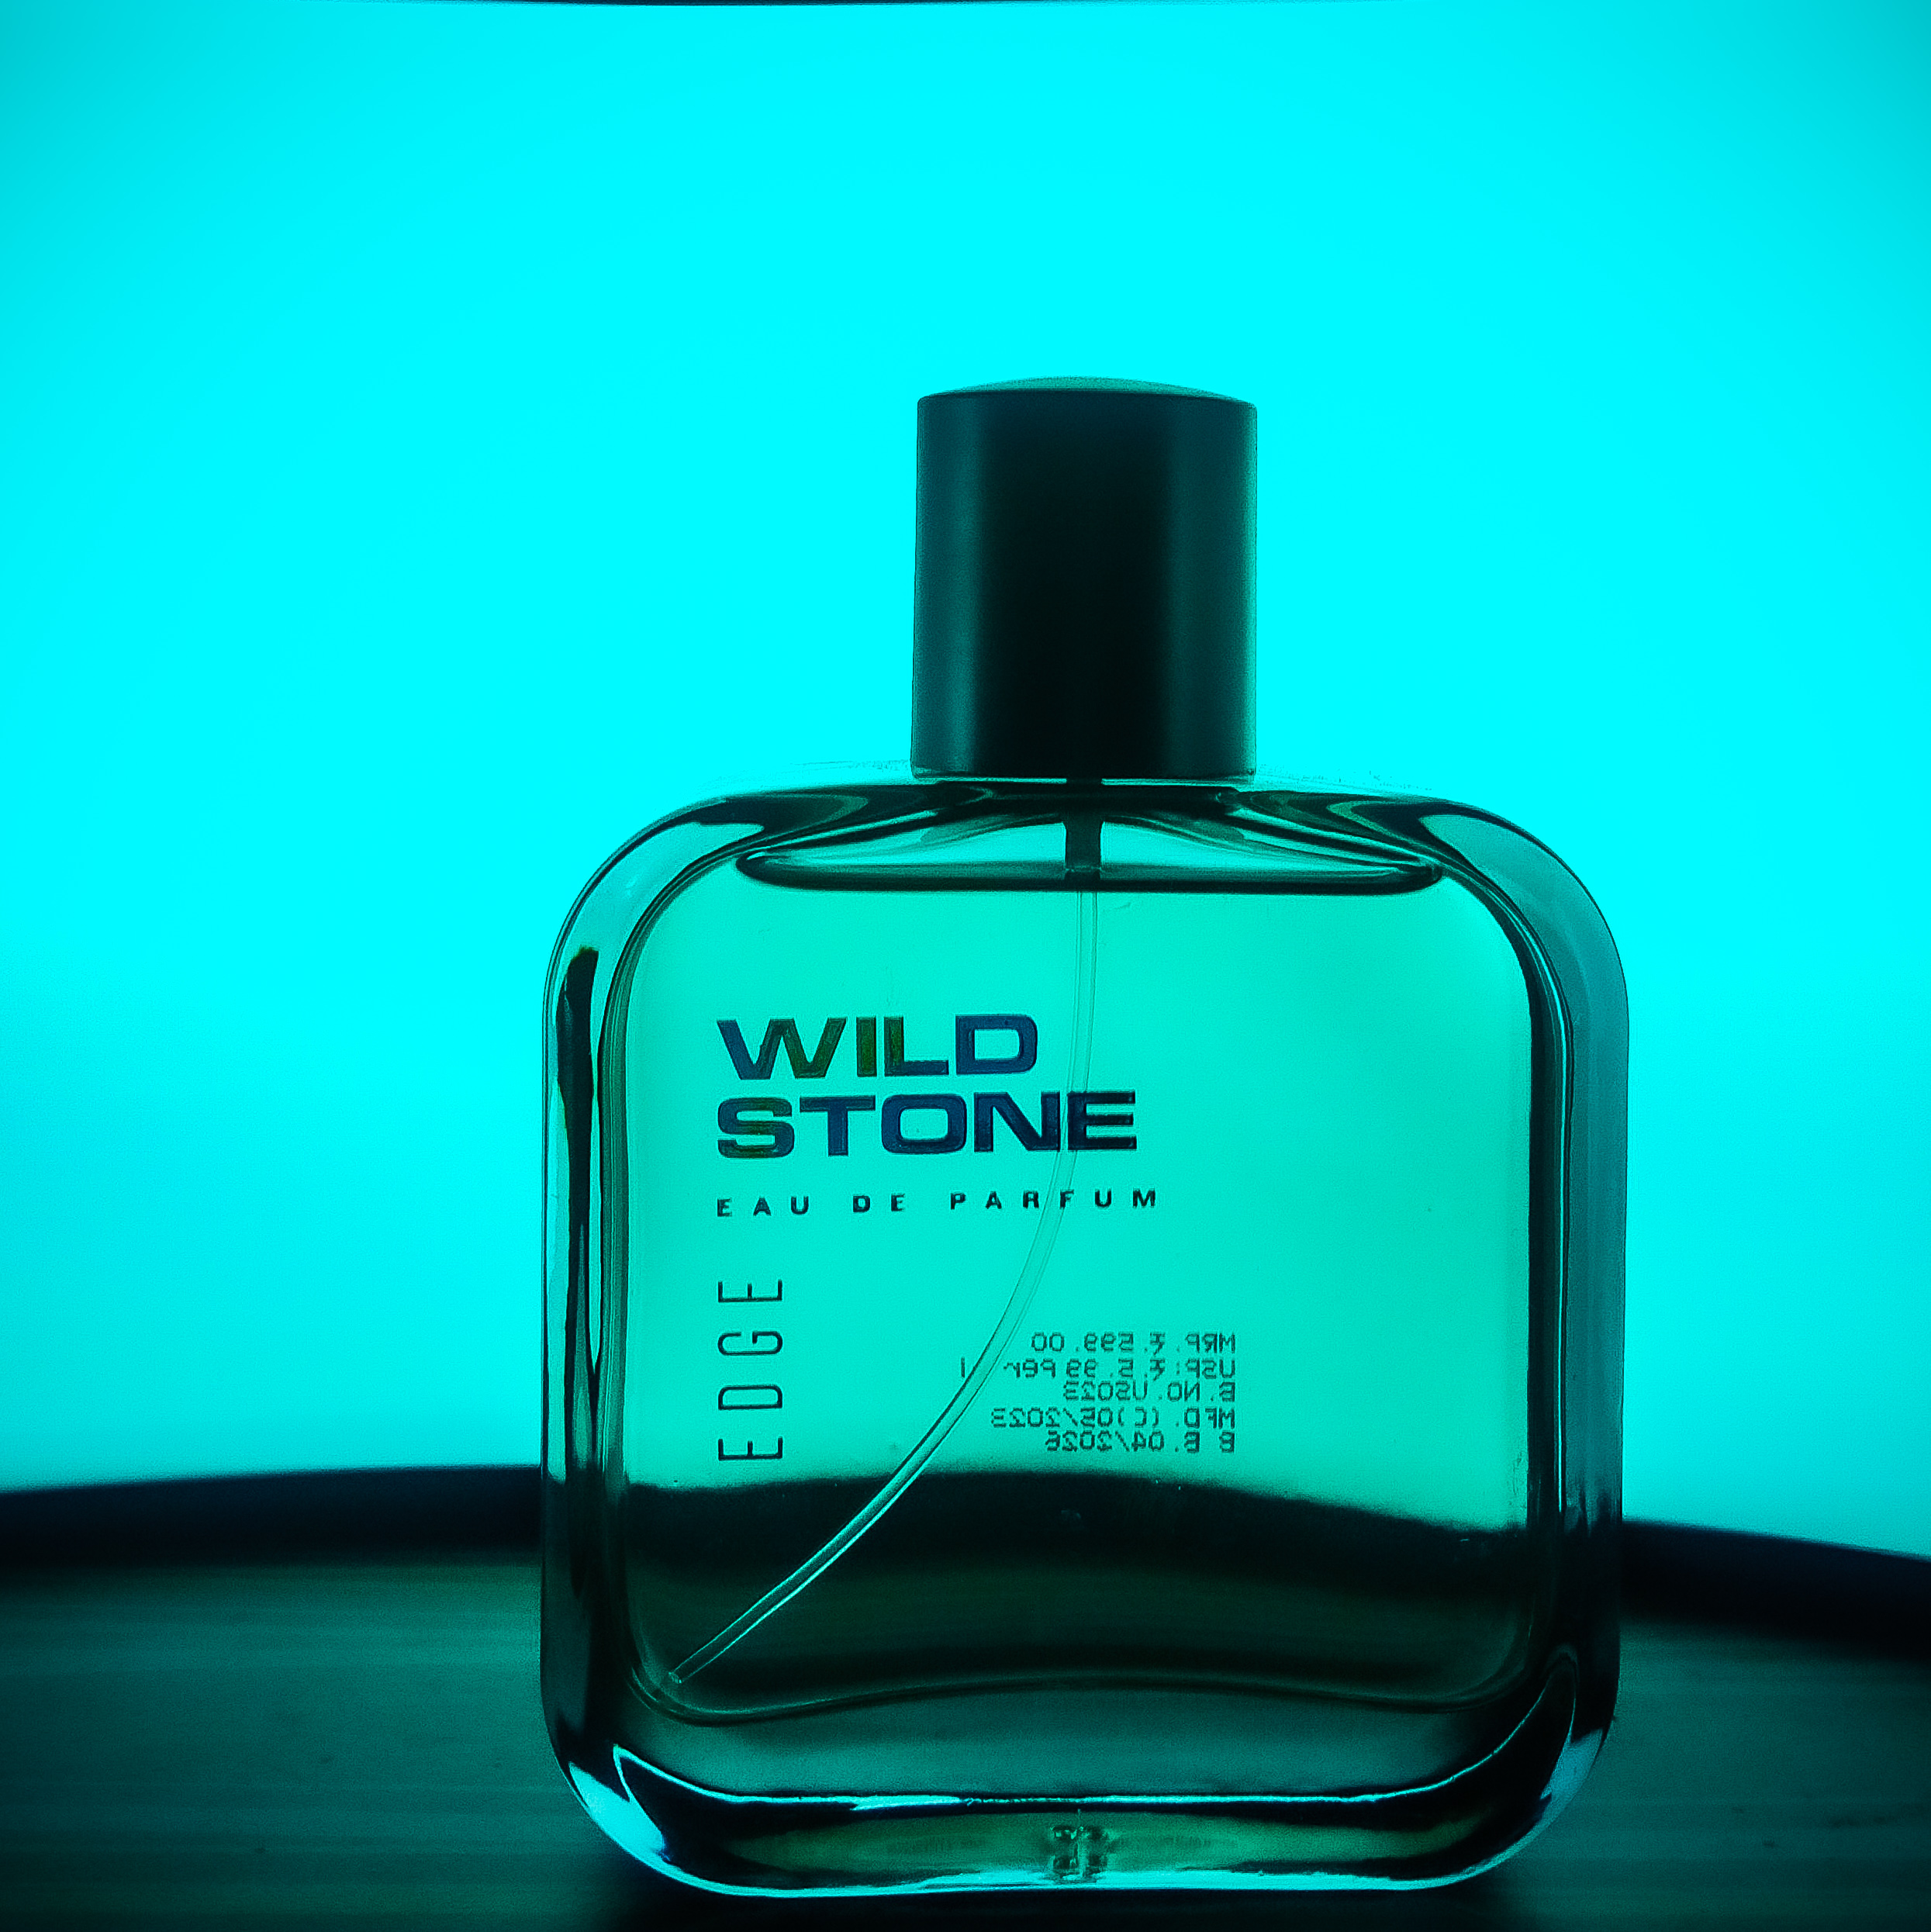 WILD
STONE
EAU DE PARFUM
EDGE
MRP. ₹. 599. 00
USP: ₹. 5. 99 Per l
B. NO. US023
MFD. (C)05/2023
B B. 04/2026